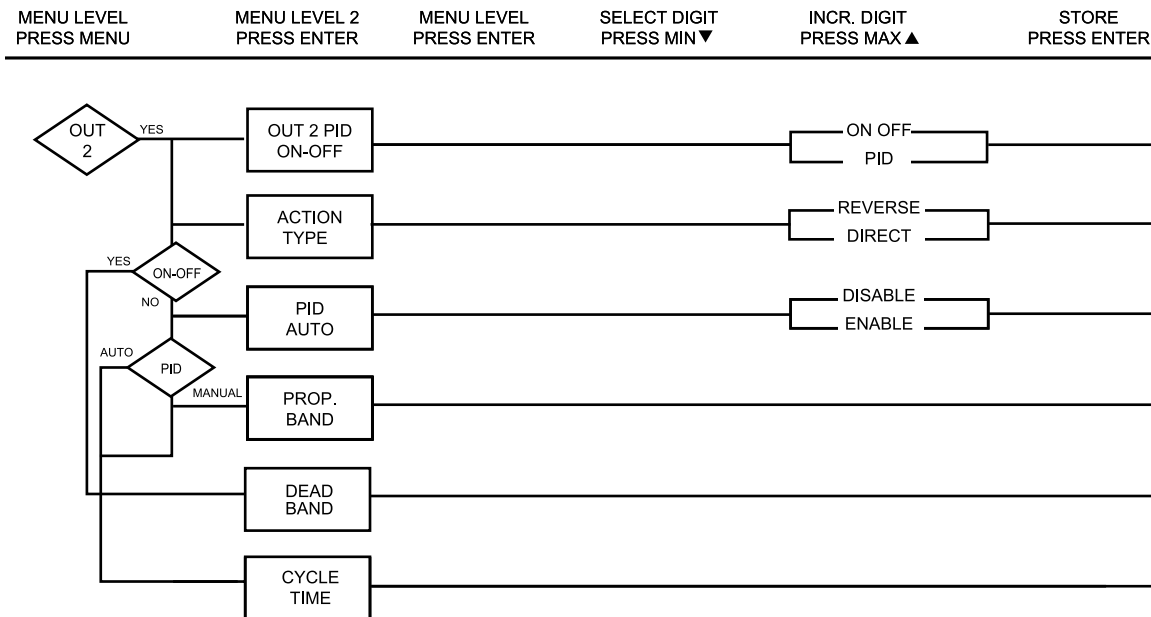 MENU LEVEL
PRESS MENU
MENU LEVEL 2
PRESS ENTER
MENU LEVEL
PRESS ENTER
SELECT DIGIT
PRESS MIN▼
INCR. DIGIT
PRESS MAX▲
STORE
PRESS ENTER
OUT
2
YES
OUT 2 PID
ON-OFF
ON OFF
PID
ACTION
TYPE
REVERSE
DIRECT
YES
ON-OFF
NO
PID
AUTO
DISABLE
ENABLE
AUTO
PID
MANUAL
PROP.
BAND
DEAD
BAND
CYCLE
TIME